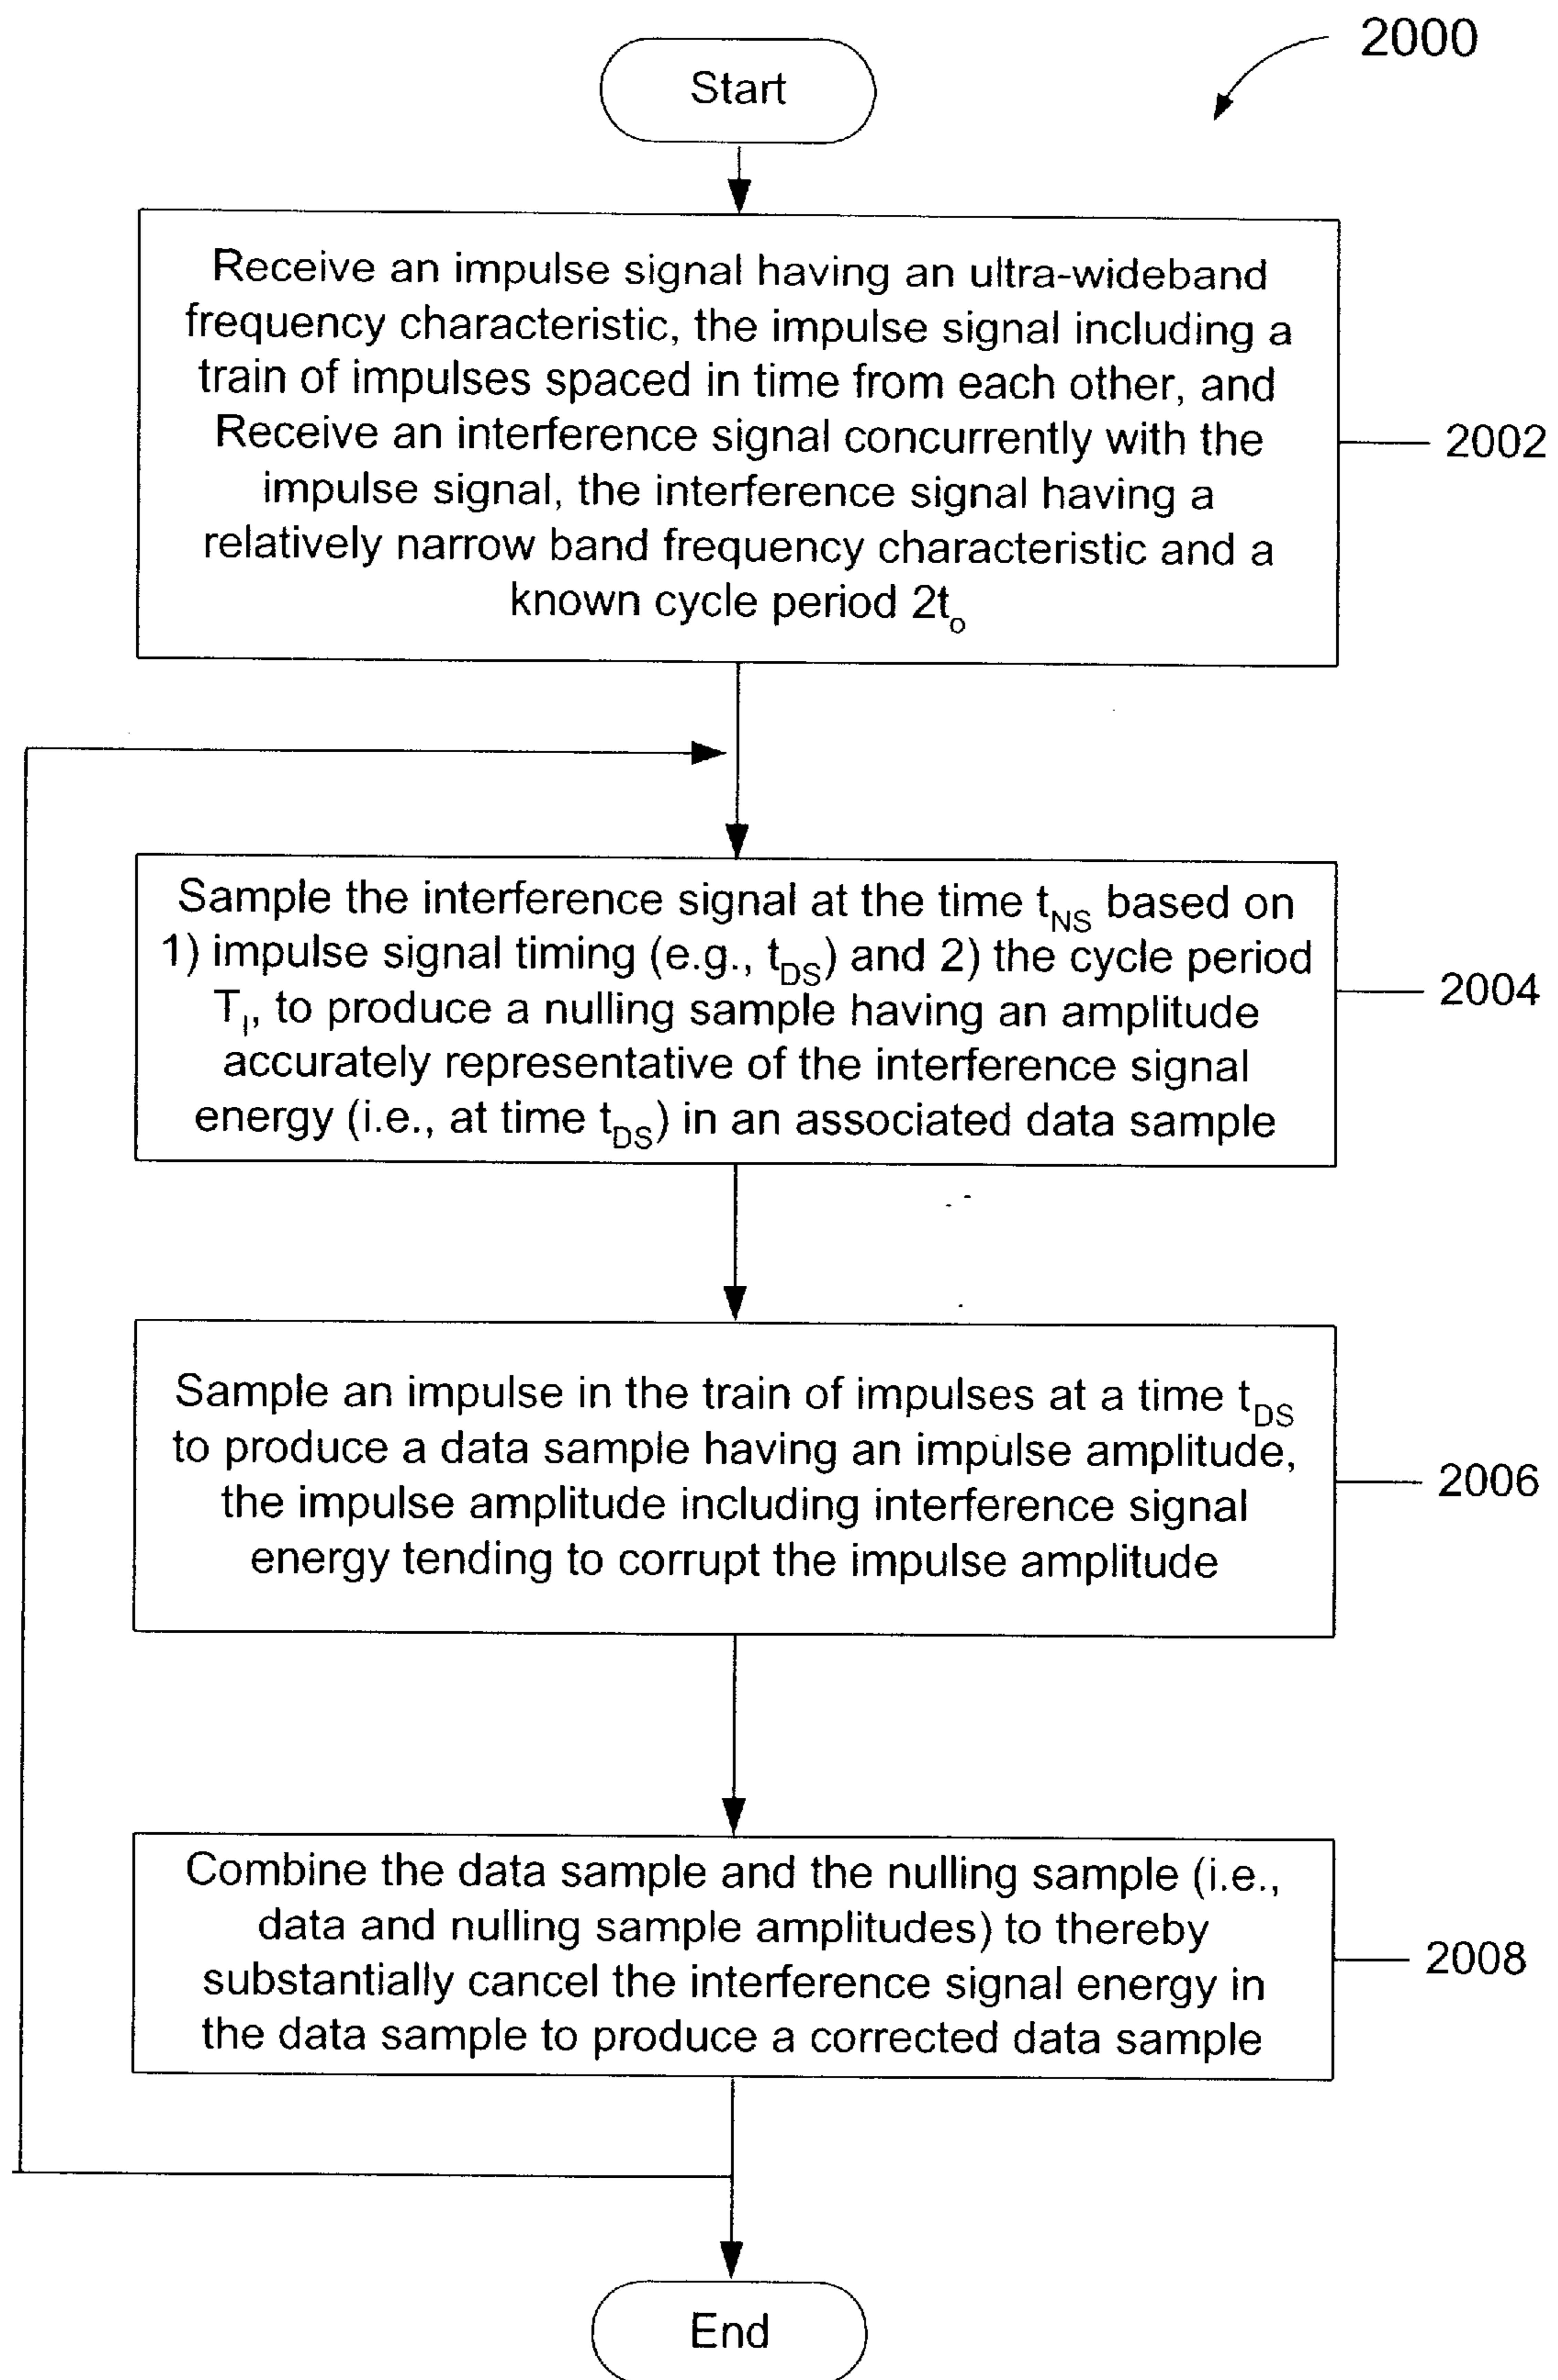 2000
Start
Receive an impulse signal having an ultra-wideband
frequency characteristic, the impulse signal including a
train of impulses spaced in time from each other, and
Receive an interference signal concurrently with the
impulse signal, the interference signal having a
relatively narrow band frequency characteristic and a
known cycle period 2t₀
2002
Sample the interference signal at the time t_NS based on
1) impulse signal timing (e.g., t_DS) and 2) the cycle period
T_I, to produce a nulling sample having an amplitude
accurately representative of the interference signal
energy (i.e., at time t_DS) in an associated data sample
2004
Sample an impulse in the train of impulses at a time t_DS
to produce a data sample having an impulse amplitude,
the impulse amplitude including interference signal
energy tending to corrupt the impulse amplitude
2006
Combine the data sample and the nulling sample (i.e.,
data and nulling sample amplitudes) to thereby
substantially cancel the interference signal energy in
the data sample to produce a corrected data sample
2008
End